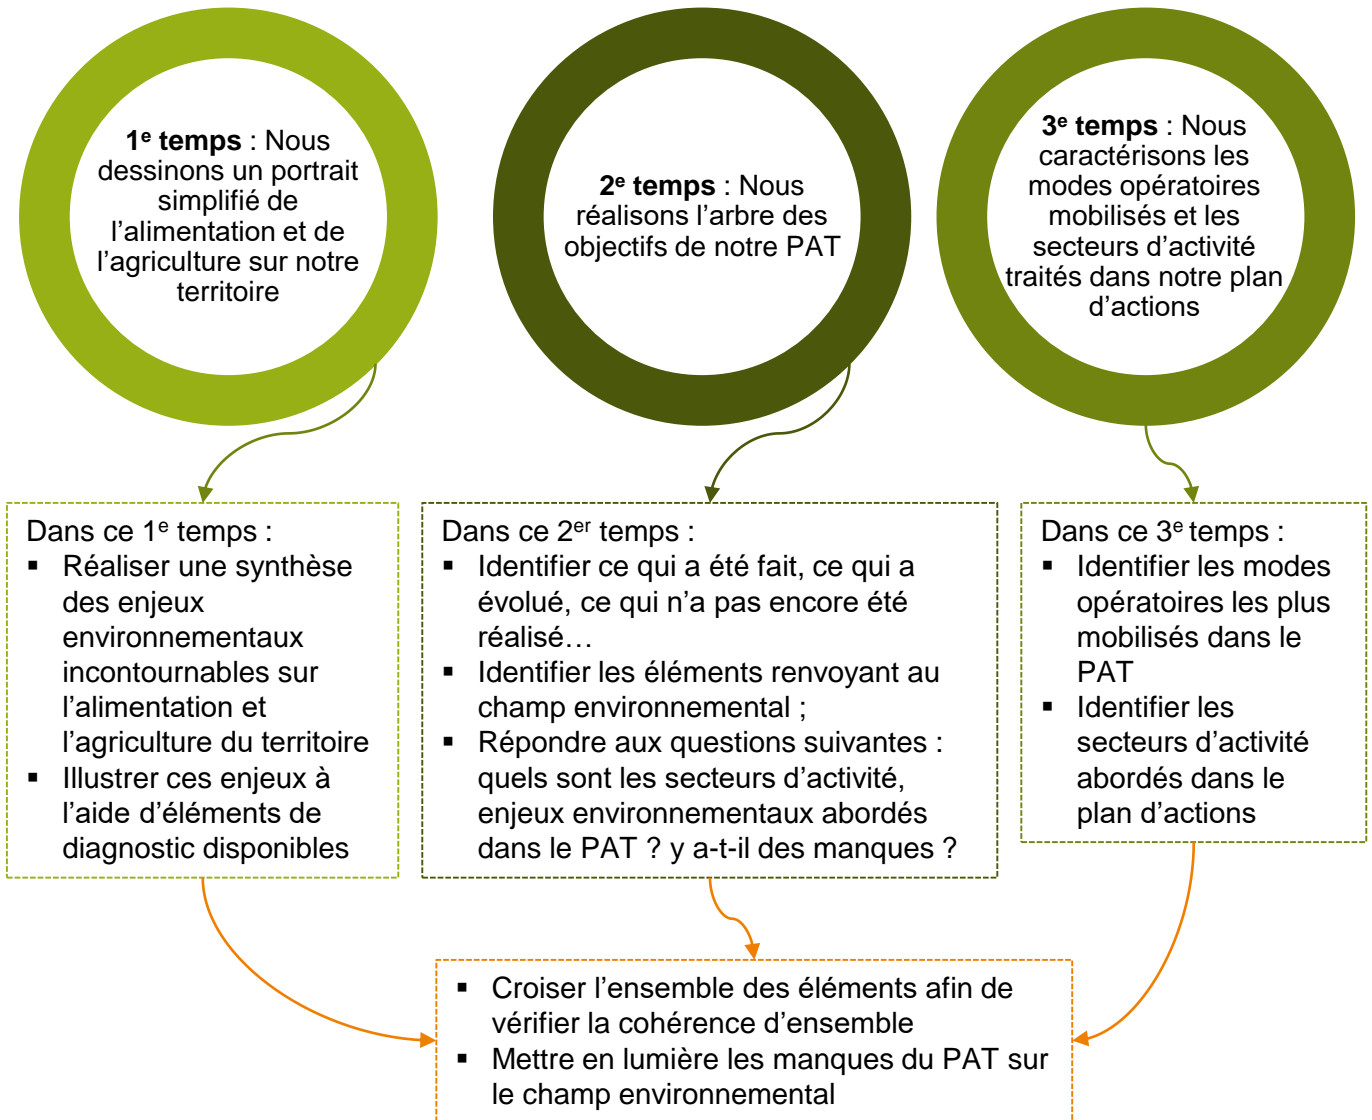 1e temps : Nous
dessinons un portrait
simplifié de
l’alimentation et de
l’agriculture sur notre
territoire
2e temps : Nous
réalisons l’arbre des
objectifs de notre PAT
3e temps : Nous
caractérisons les
modes opératoires
mobilisés et les
secteurs d’activité
traités dans notre plan
d’actions
Dans ce 1e temps :
▪ Réaliser une synthèse
des enjeux
environnementaux
incontournables sur
l’alimentation et
l’agriculture du territoire
▪ Illustrer ces enjeux à
l’aide d’éléments de
diagnostic disponibles
Dans ce 2er temps :
▪ Identifier ce qui a été fait, ce qui a
évolué, ce qui n’a pas encore été
réalisé…
▪ Identifier les éléments renvoyant au
champ environnemental ;
▪ Répondre aux questions suivantes :
quels sont les secteurs d’activité,
enjeux environnementaux abordés
dans le PAT ? y a-t-il des manques ?
Dans ce 3e temps :
▪ Identifier les modes
opératoires les plus
mobilisés dans le
PAT
▪ Identifier les
secteurs d’activité
abordés dans le
plan d’actions
▪ Croiser l’ensemble des éléments afin de
vérifier la cohérence d’ensemble
▪ Mettre en lumière les manques du PAT sur
le champ environnemental